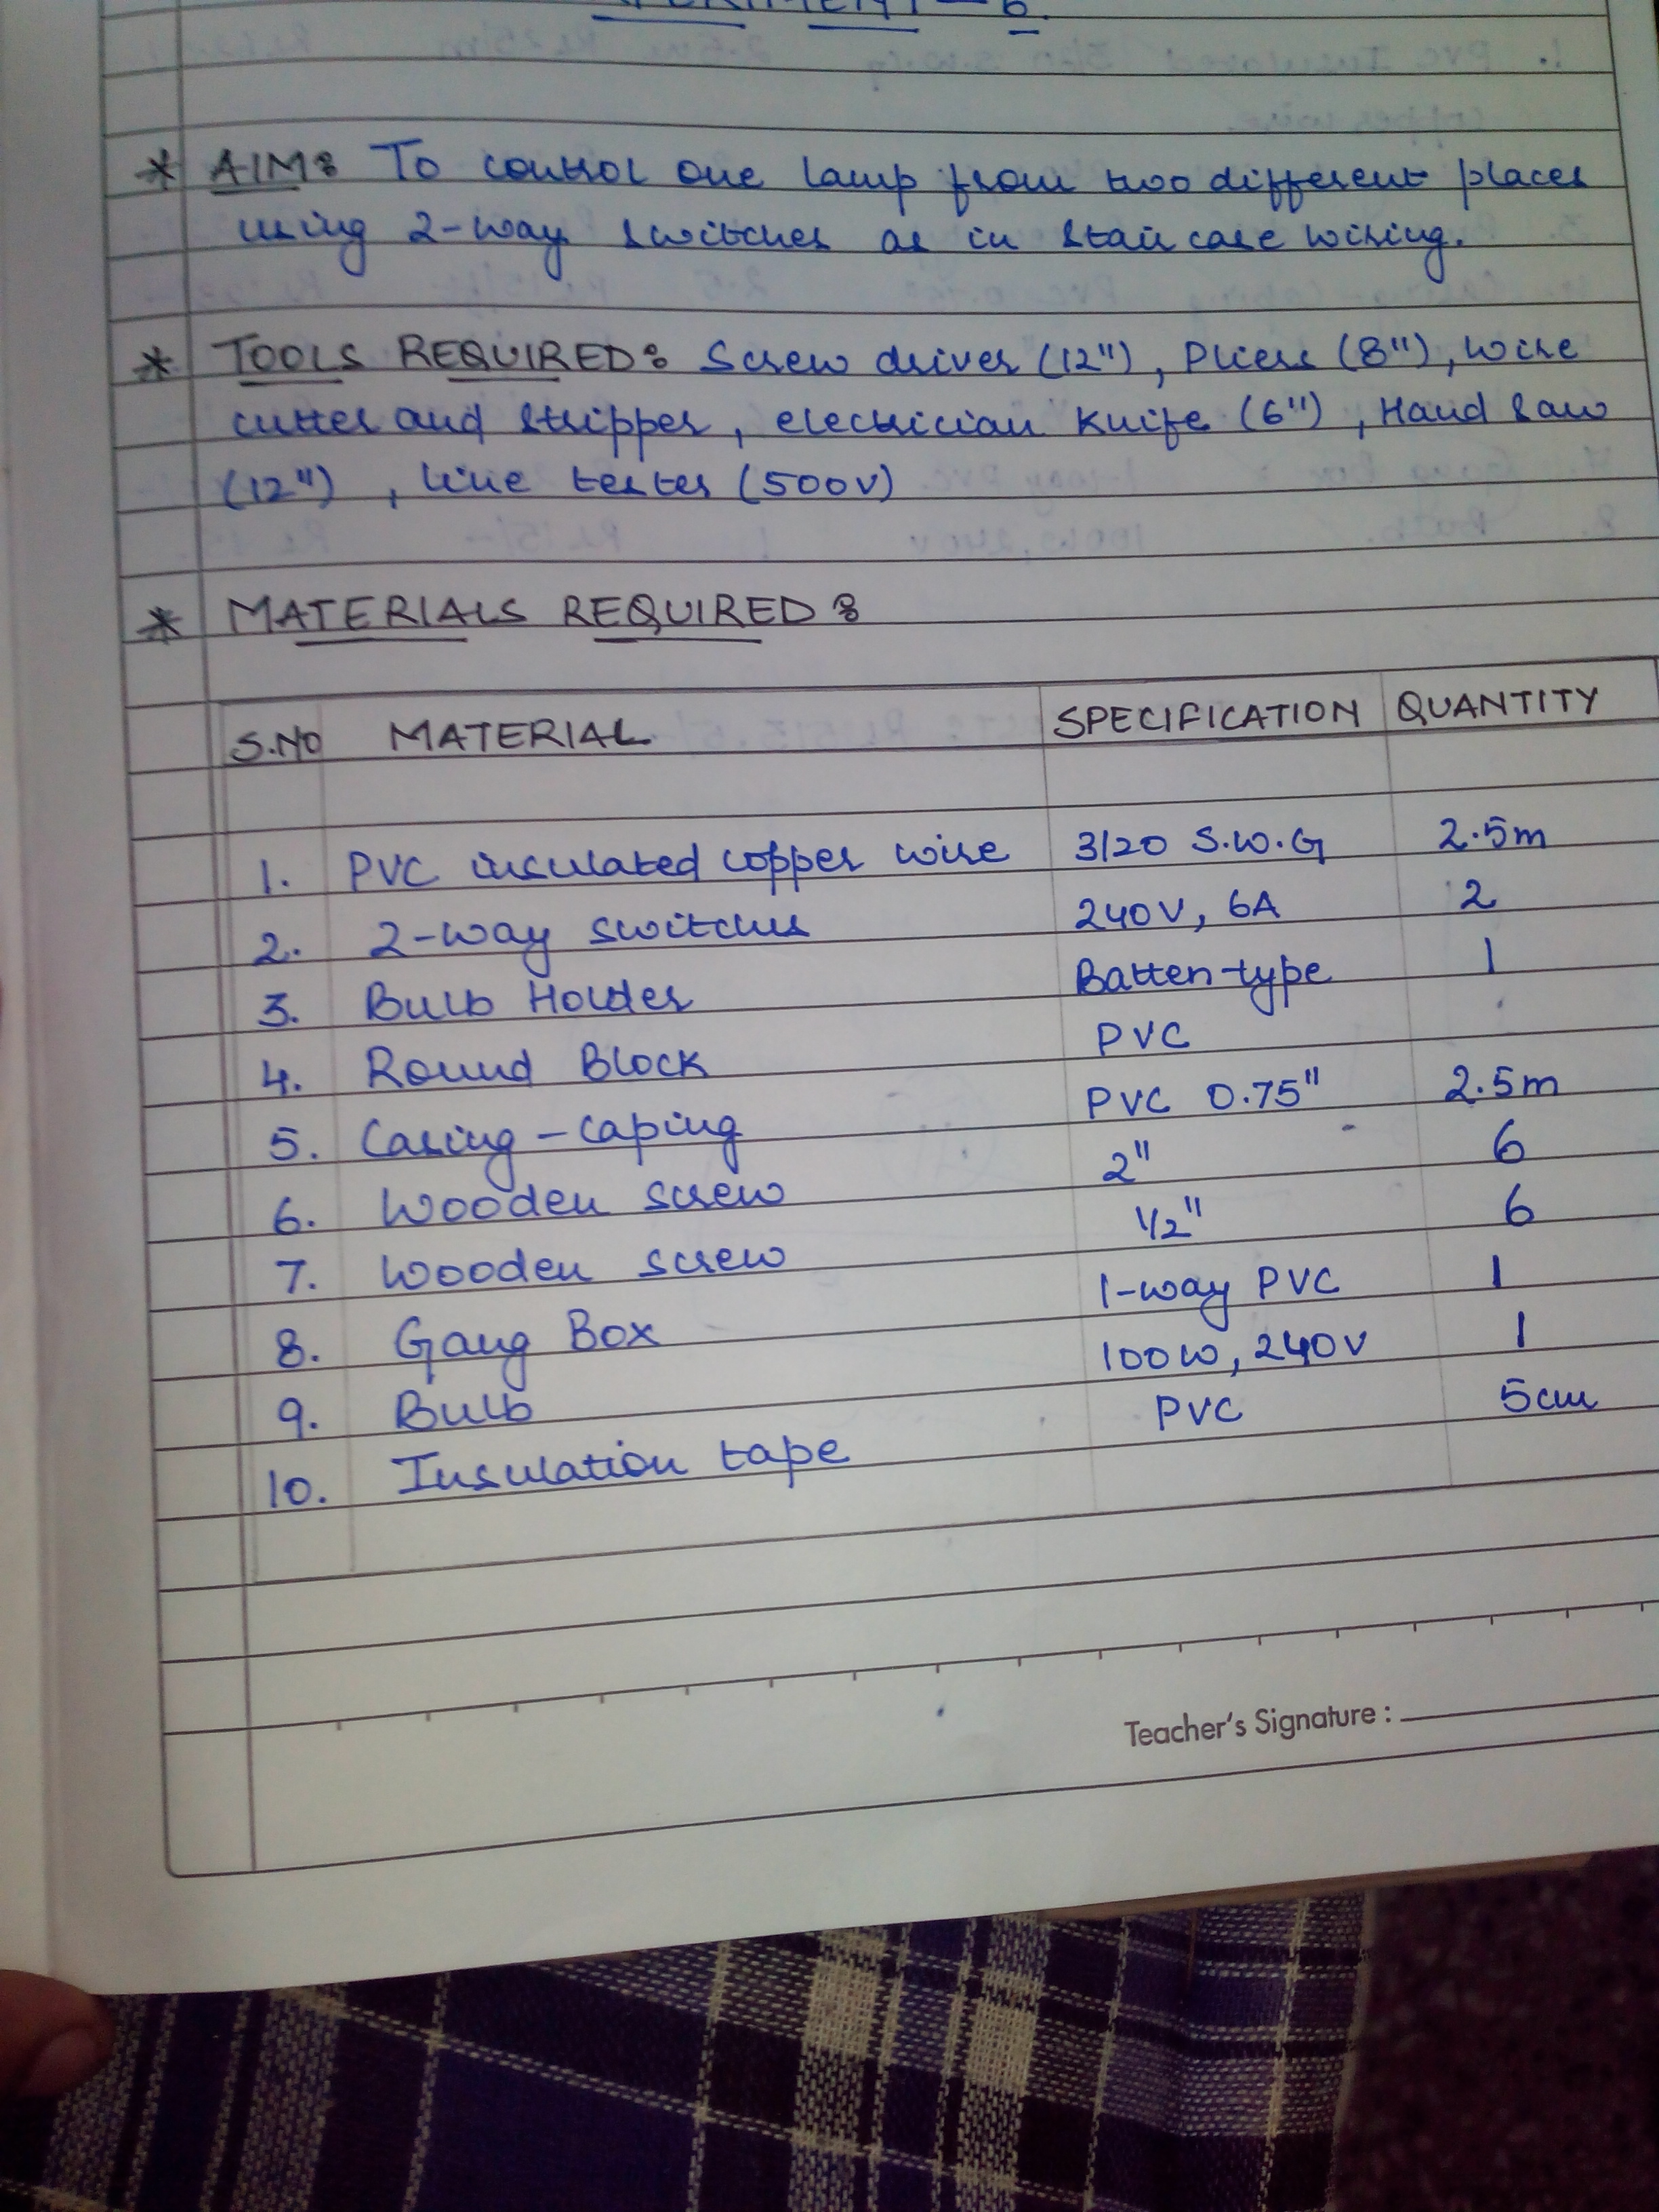 * AIM: To control one lamp from two different places
using 2-way switches as in stair case wiring.
* TOOLS REQUIRED: Screw driver (12"), Pliers (8"), wire
cutter and stripper, electrician knife (6"), Hand saw
(12"), line tester (500V)
* MATERIALS REQUIRED:
S.NO MATERIAL SPECIFICATION QUANTITY
1. PVC insulated copper wire 3/20 S.W.G 2.5m
2. 2-way switches 240V, 6A 2
3. Bulb Holder Batten-type 1
4. Round Block PVC
5. Casing-caping PVC 0.75" 2.5m
6. Wooden screw 2" 6
7. Wooden screw 1/2" 6
8. Gang Box 1-way PVC 1
9. Bulb 100W, 240V 1
10. Insulation tape PVC 5cm
Teacher's Signature :